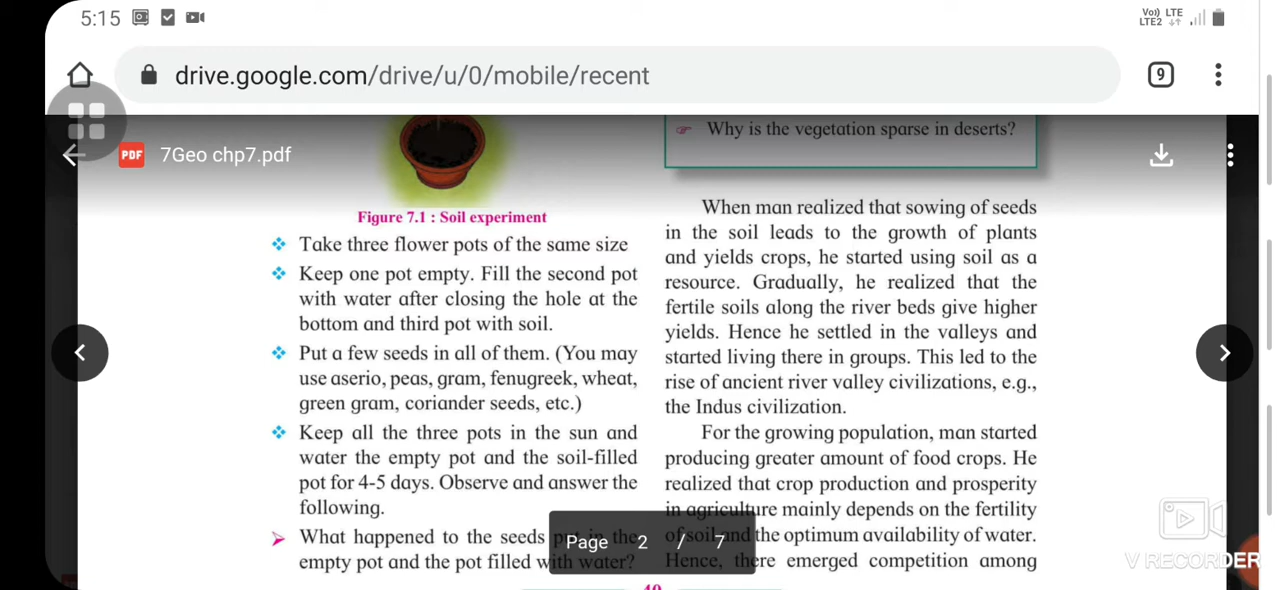 5:15
Vo)) LTE
LTE2
drive.google.com/drive/u/0/mobile/recent
9
PDF 7Geo chp7.pdf
Figure 7.1 : Soil experiment
Take three flower pots of the same size
Keep one pot empty. Fill the second pot
with water after closing the hole at the
bottom and third pot with soil.
Put a few seeds in all of them. (You may
use aserio, peas, gram, fenugreek, wheat,
green gram, coriander seeds, etc.)
Keep all the three pots in the sun and
water the empty pot and the soil-filled
pot for 4-5 days. Observe and answer the
following.
What happened to the seeds put in the
empty pot and the pot filled with water?
Why is the vegetation sparse in deserts?
When man realized that sowing of seeds
in the soil leads to the growth of plants
and yields crops, he started using soil as a
resource. Gradually, he realized that the
fertile soils along the river beds give higher
yields. Hence he settled in the valleys and
started living there in groups. This led to the
rise of ancient river valley civilizations, e.g.,
the Indus civilization.
For the growing population, man started
producing greater amount of food crops. He
realized that crop production and prosperity
in agriculture mainly depends on the fertility
of soil and the optimum availability of water.
Hence, there emerged competition among
Page 2 / 7
V RECORDER